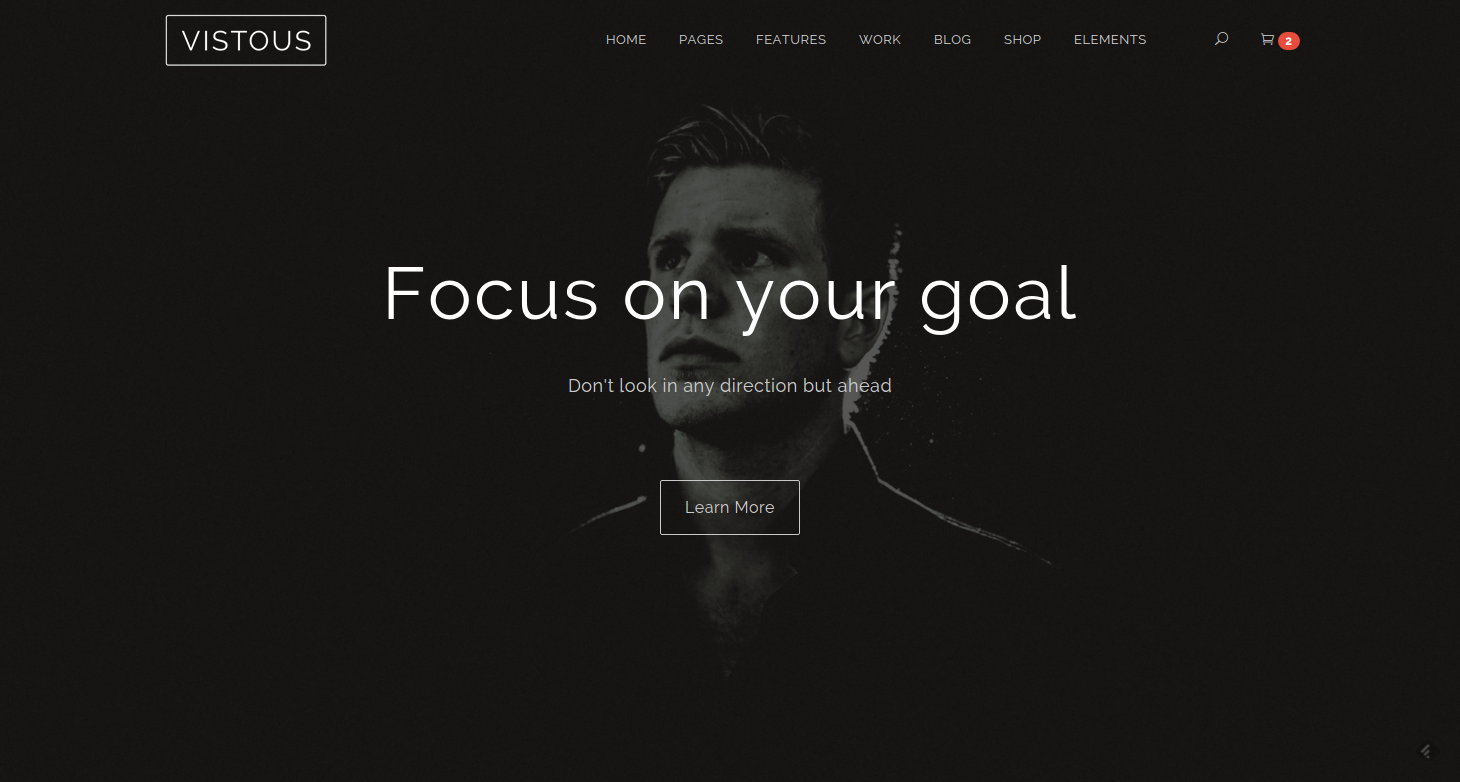 VISTOUS
HOME PAGES FEATURES WORK BLOG SHOP ELEMENTS 2
Focus on your goal
Don't look in any direction but ahead
Learn More